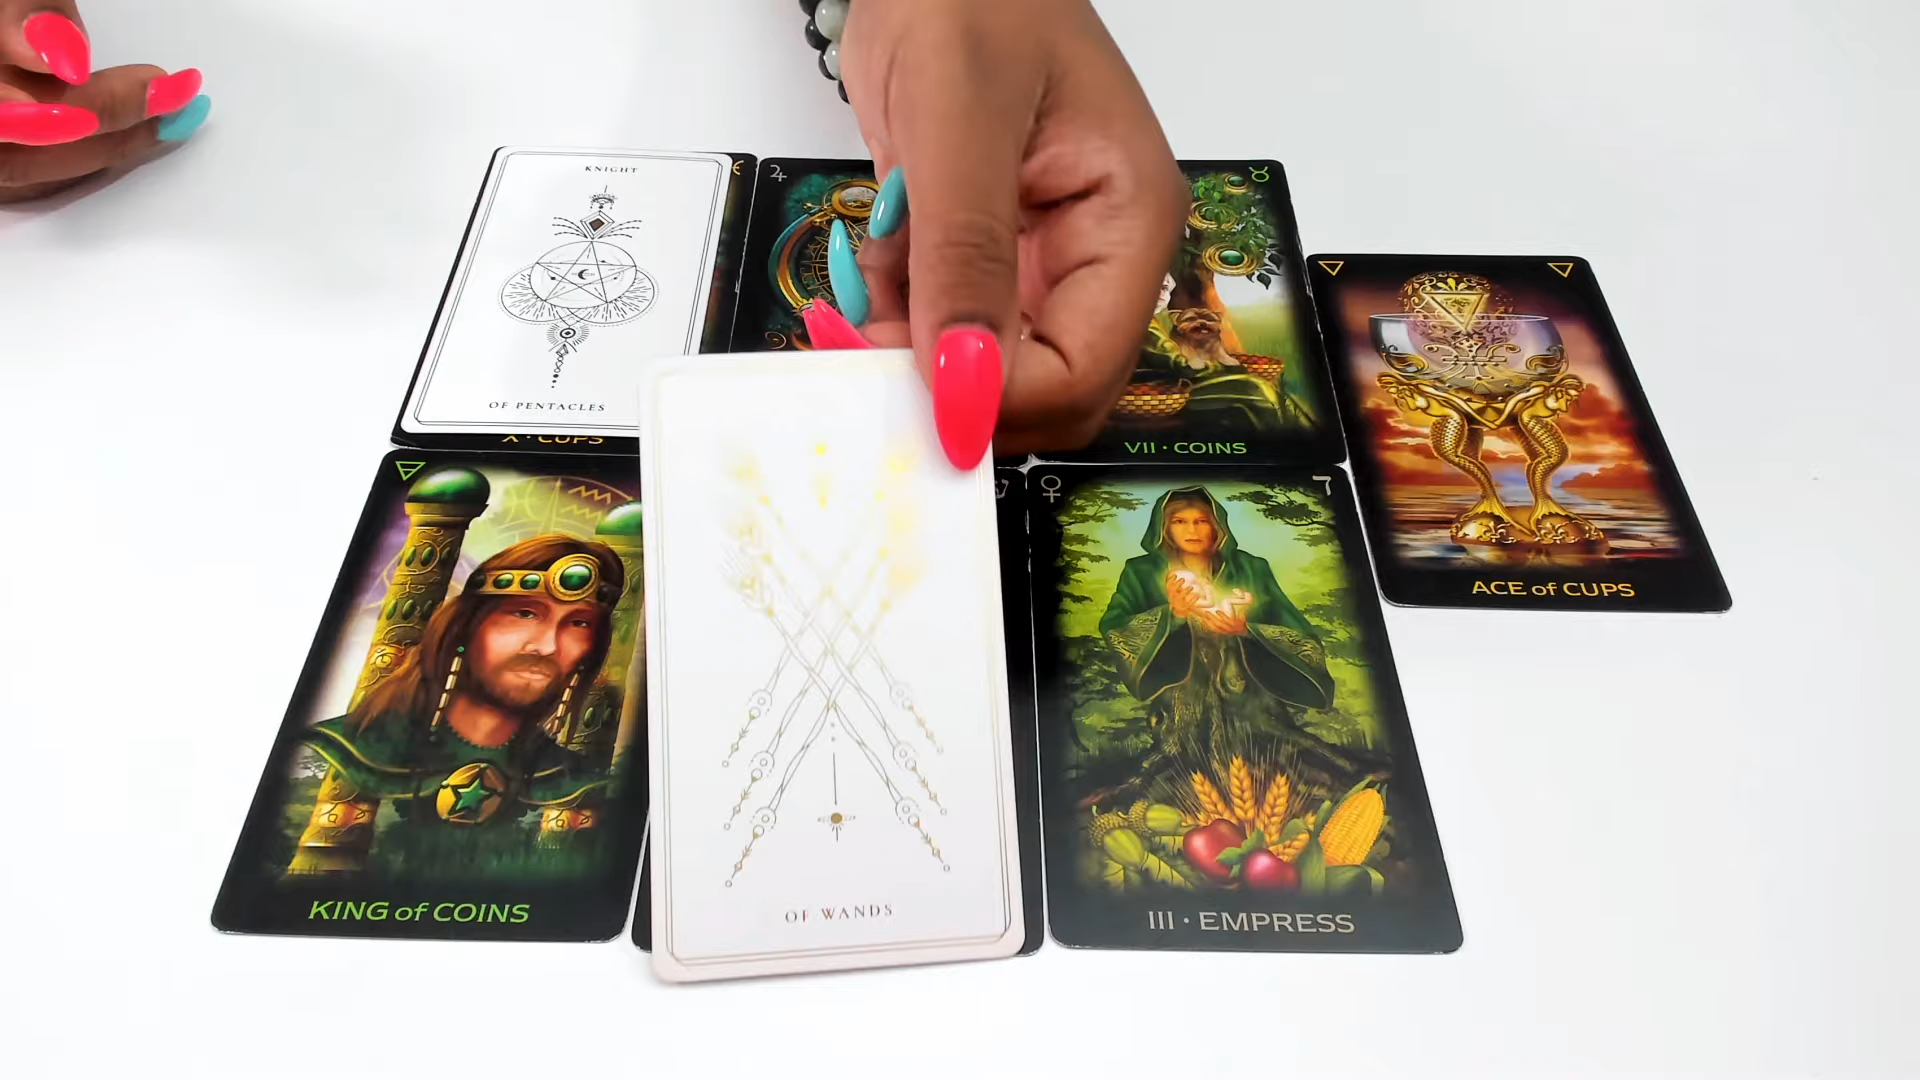 KNIGHT
OF PENTACLES
X · CUPS
VII · COINS
ACE of CUPS
KING of COINS
OF WANDS
III · EMPRESS